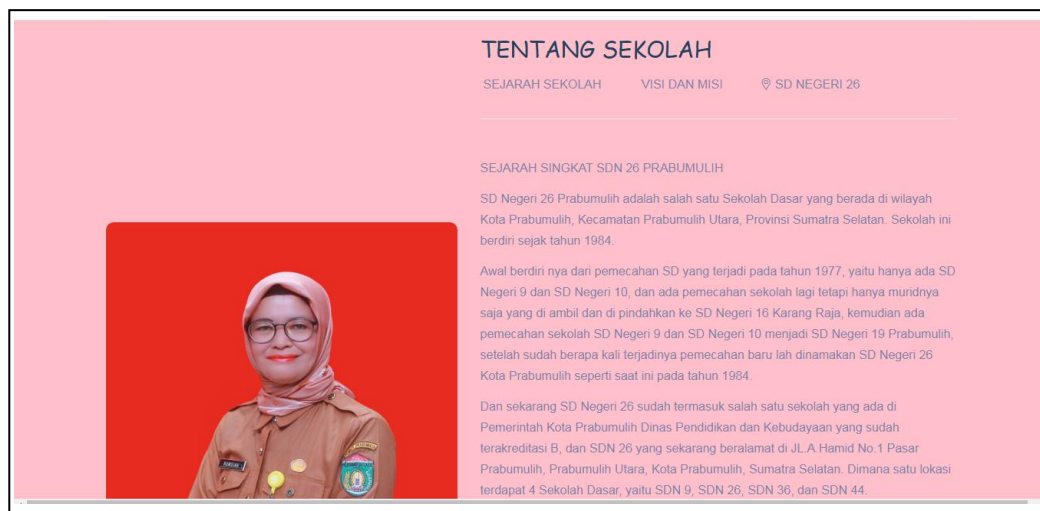 TENTANG SEKOLAH
SEJARAH SEKOLAH VISI DAN MISI SD NEGERI 26
SEJARAH SINGKAT SDN 26 PRABUMULIH
SD Negeri 26 Prabumulih adalah salah satu Sekolah Dasar yang berada di wilayah
Kota Prabumulih, Kecamatan Prabumulih Utara, Provinsi Sumatra Selatan. Sekolah ini
berdiri sejak tahun 1984.
Awal berdiri nya dari pemecahan SD yang terjadi pada tahun 1977, yaitu hanya ada SD
Negeri 9 dan SD Negeri 10, dan ada pemecahan sekolah lagi tetapi hanya muridnya
saja yang di ambil dan di pindahkan ke SD Negeri 16 Karang Raja, kemudian ada
pemecahan sekolah SD Negeri 9 dan SD Negeri 10 menjadi SD Negeri 19 Prabumulih,
setelah sudah berapa kali terjadinya pemecahan baru lah dinamakan SD Negeri 26
Kota Prabumulih seperti saat ini pada tahun 1984.
Dan sekarang SD Negeri 26 sudah termasuk salah satu sekolah yang ada di
Pemerintah Kota Prabumulih Dinas Pendidikan dan Kebudayaan yang sudah
terakreditasi B, dan SDN 26 yang sekarang beralamat di JL.A Hamid No.1 Pasar
Prabumulih, Prabumulih Utara, Kota Prabumulih, Sumatra Selatan. Dimana satu lokasi
terdapat 4 Sekolah Dasar, yaitu SDN 9, SDN 26, SDN 36, dan SDN 44.